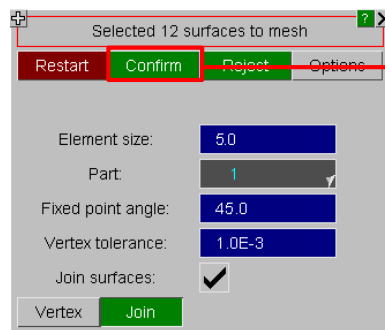 ?
Selected 12 surfaces to mesh
Restart Confirm Reject Options
Element size: 5.0
Part: 1
Fixed point angle: 45.0
Vertex tolerance: 1.0E-3
Join surfaces:
Vertex Join